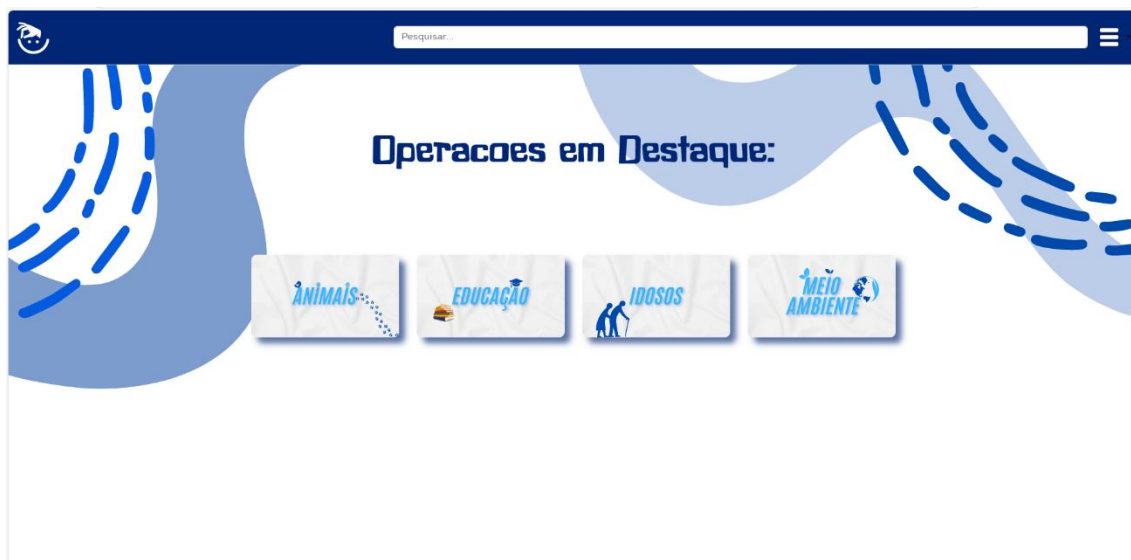 Pesquisar...
Operacoes em Destaque:
ANIMAIS
EDUCAÇÃO
IDOSOS
MEIO
AMBIENTE